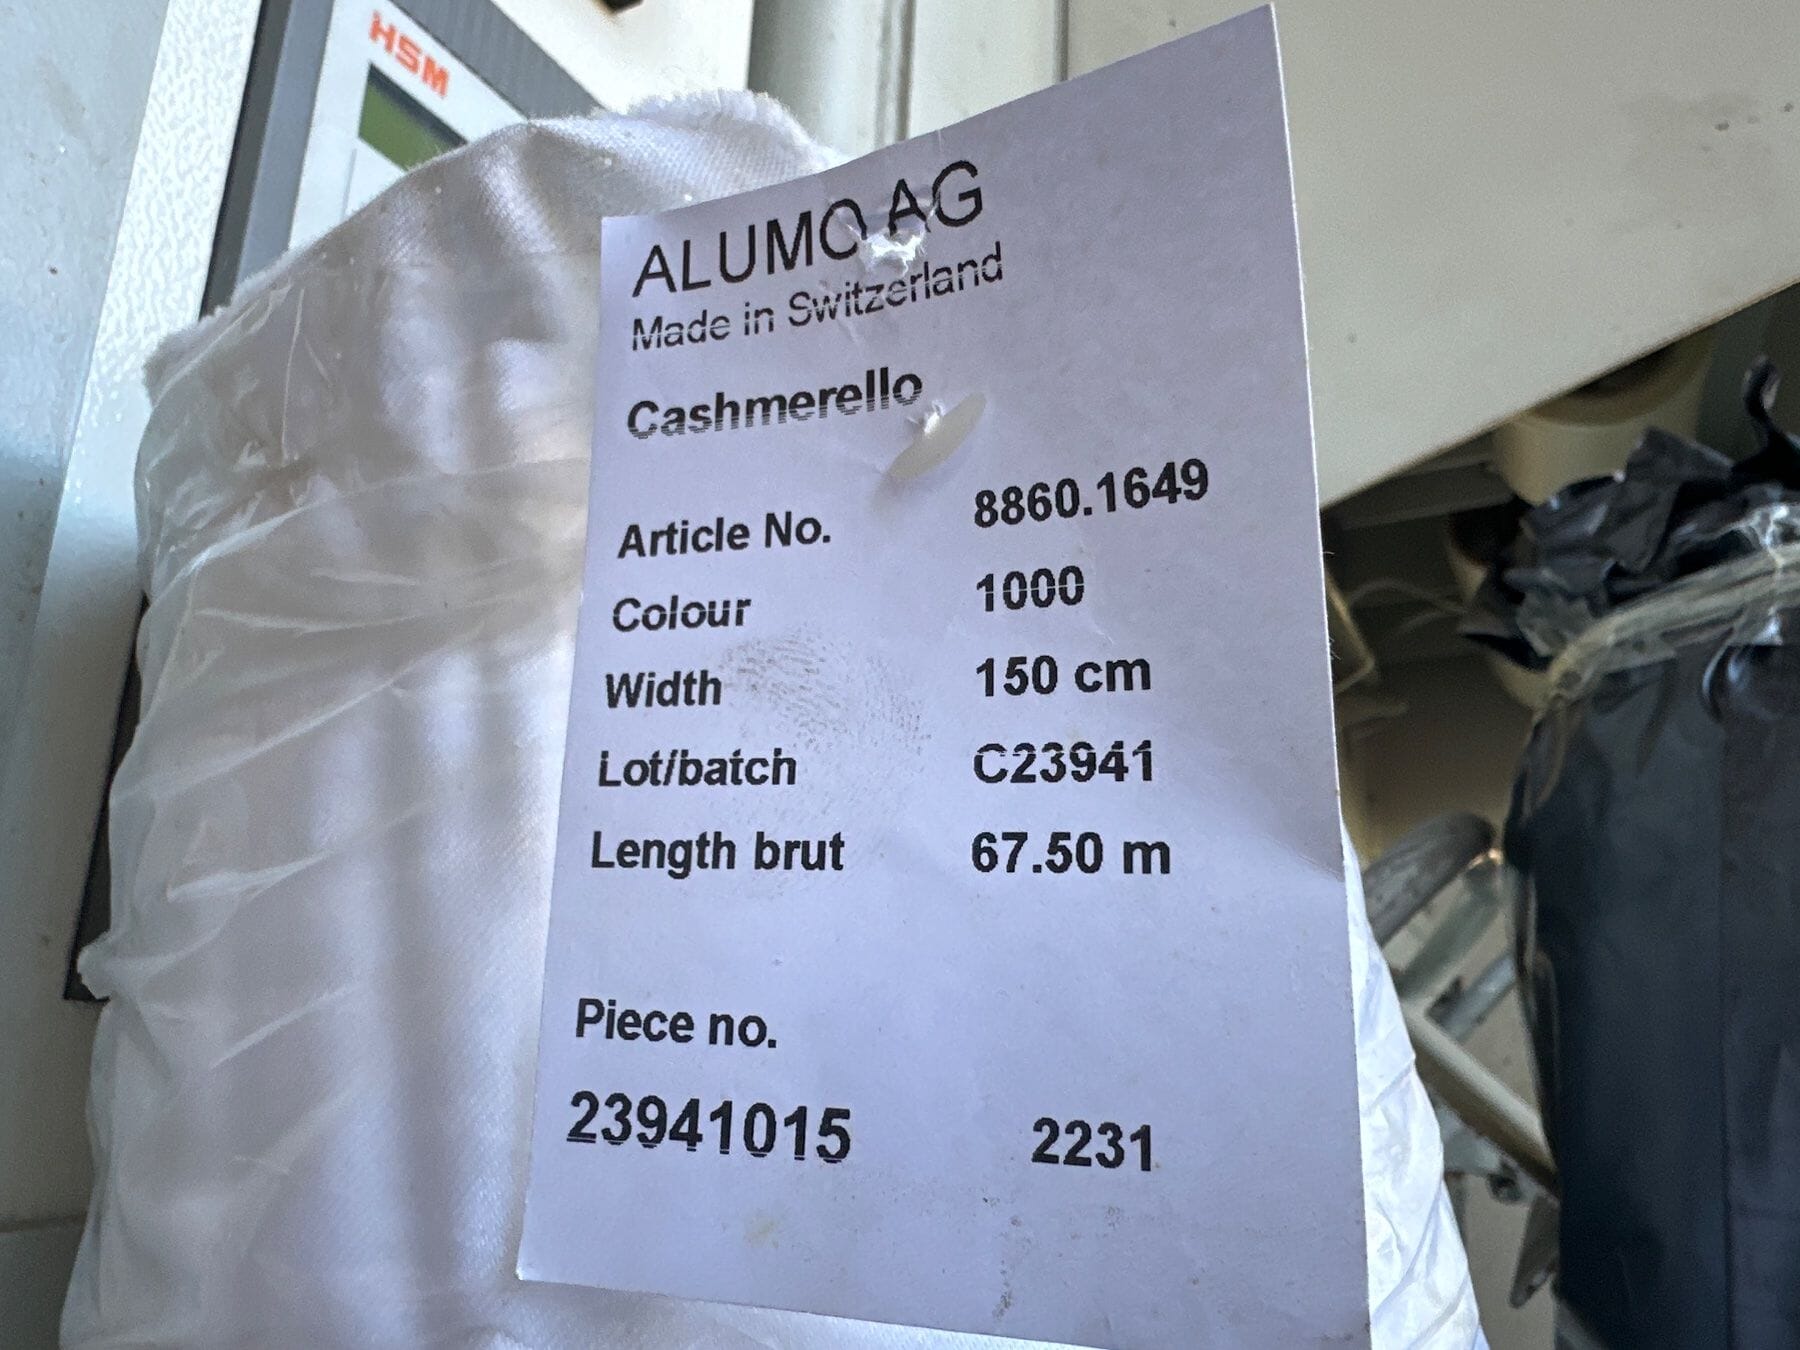 HSM
ALUMO AG
Made in Switzerland
Cashmerello
Article No. 8860.1649
Colour 1000
Width 150 cm
Lot/batch C23941
Length brut 67.50 m
Piece no.
23941015 2231